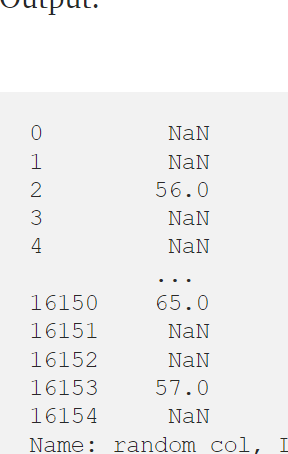 Output:
0 NaN
1 NaN
2 56.0
3 NaN
4 NaN
...
16150 65.0
16151 NaN
16152 NaN
16153 57.0
16154 NaN
Name: random col,